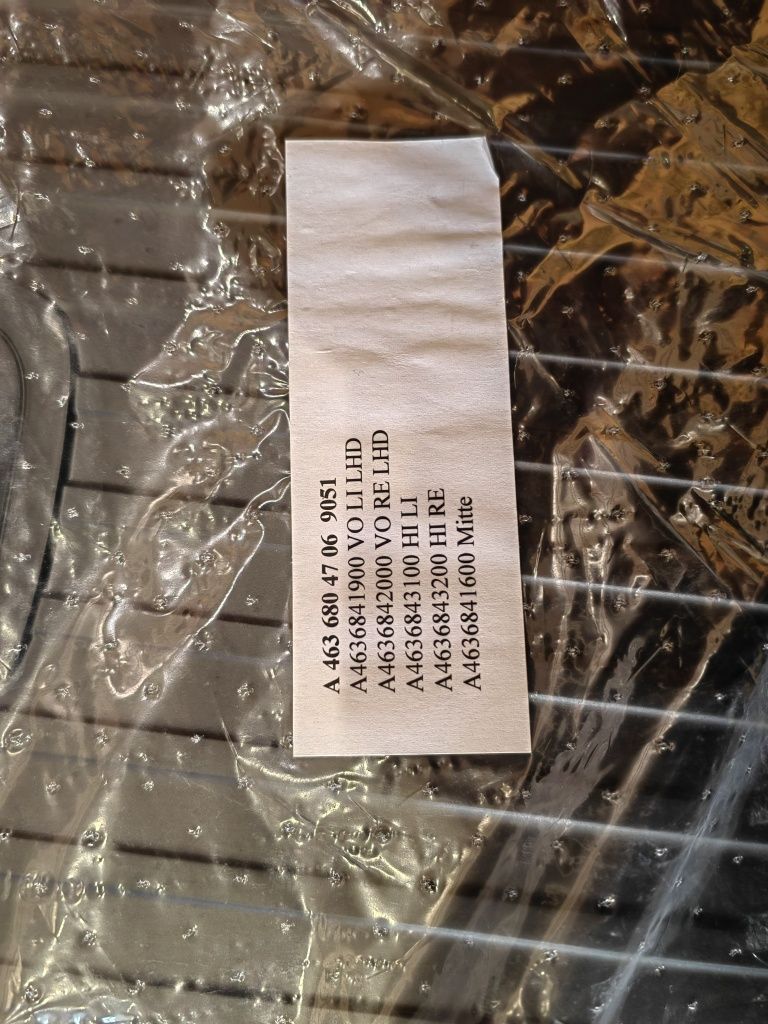 A 463 680 47 06 9051
A4636841900 VO LI LHD
A4636842000 VO RE LHD
A4636843100 HI LI
A4636843200 HI RE
A4636841600 Mitte